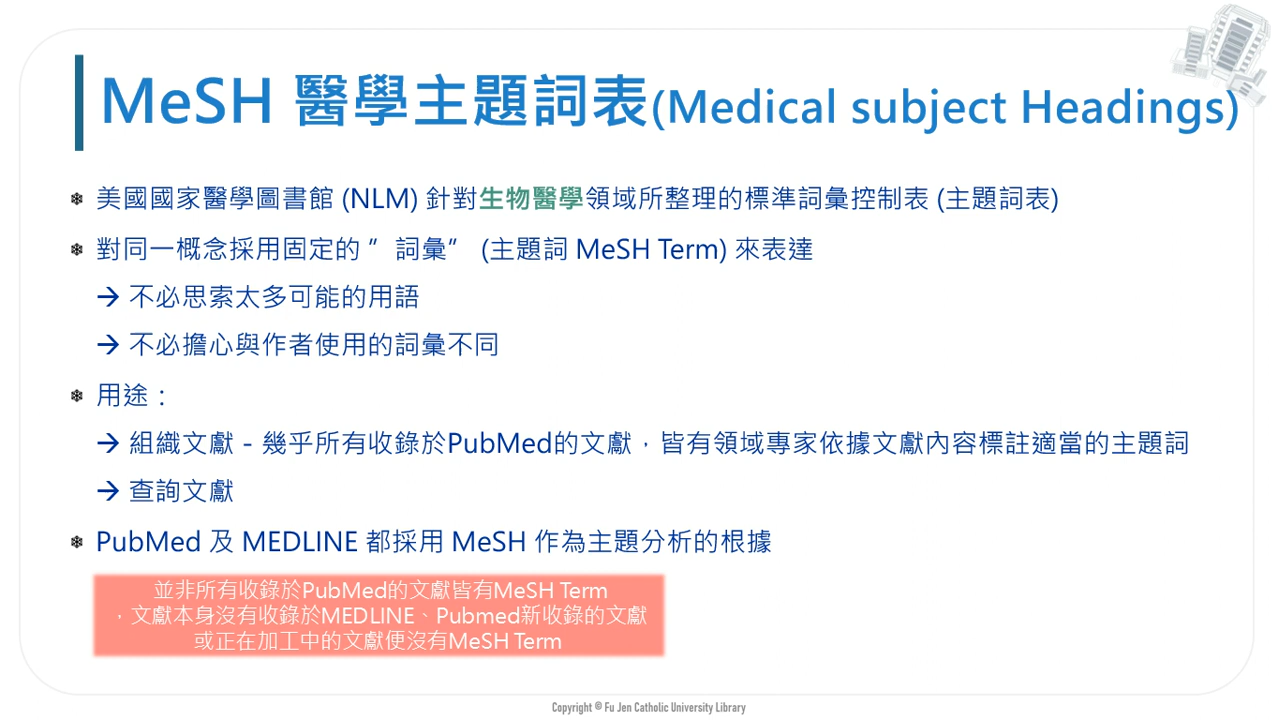 MeSH 醫學主題詞表(Medical subject Headings)
美國國家醫學圖書館 (NLM) 針對生物醫學領域所整理的標準詞彙控制表 (主題詞表)
對同一概念採用固定的 ”詞彙” (主題詞 MeSH Term) 來表達
→ 不必思索太多可能的用語
→ 不必擔心與作者使用的詞彙不同
用途：
→ 組織文獻 - 幾乎所有收錄於PubMed的文獻，皆有領域專家依據文獻內容標註適當的主題詞
→ 查詢文獻
PubMed 及 MEDLINE 都採用 MeSH 作為主題分析的根據
並非所有收錄於PubMed的文獻皆有MeSH Term
，文獻本身沒有收錄於MEDLINE、Pubmed新收錄的文獻
或正在加工中的文獻便沒有MeSH Term
Copyright © Fu Jen Catholic University Library